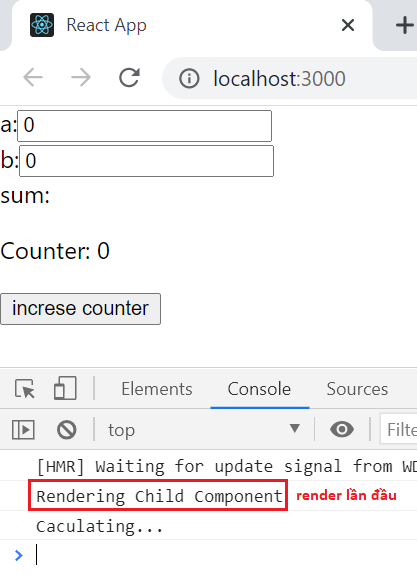 React App
localhost:3000
a:0
b:0
sum:
Counter: 0
increse counter
Elements Console Sources
top Filte
[HMR] Waiting for update signal from WD
Rendering Child Component render lần đầu
Caculating...